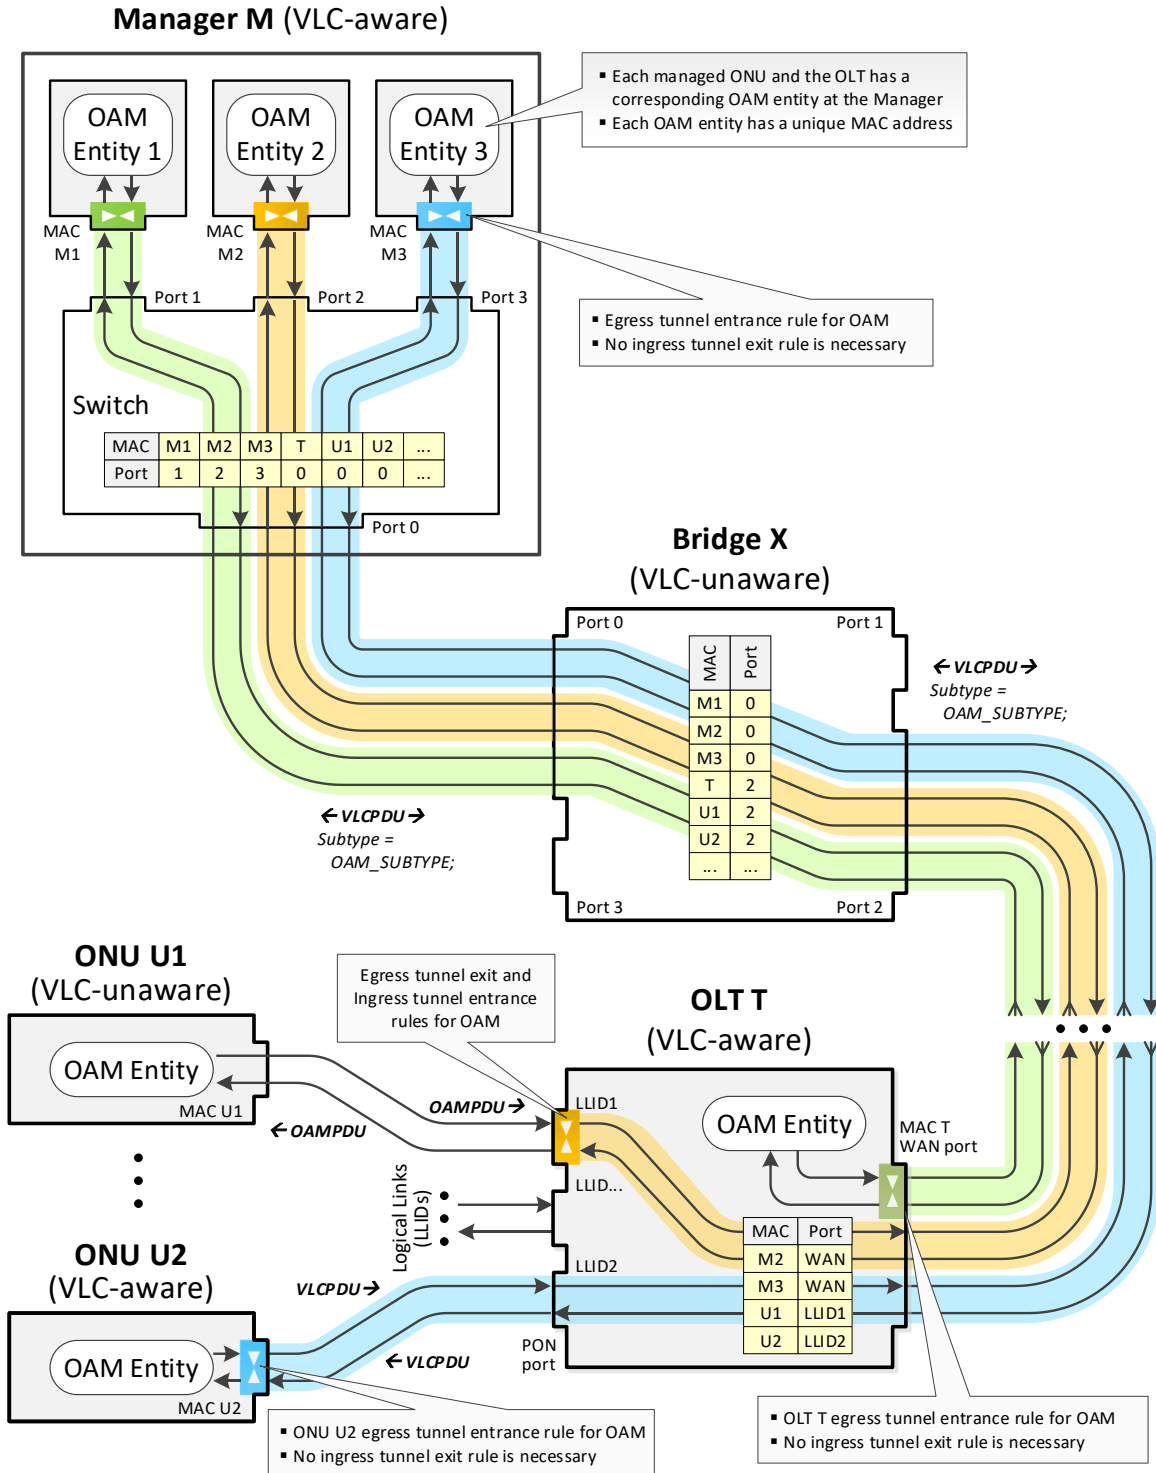 Manager M (VLC-aware)
OAM
Entity 1
OAM
Entity 2
OAM
Entity 3
▪ Each managed ONU and the OLT has a
corresponding OAM entity at the Manager
▪ Each OAM entity has a unique MAC address
MAC
M1
MAC
M2
MAC
M3
Port 1
Port 2
Port 3
▪ Egress tunnel entrance rule for OAM
▪ No ingress tunnel exit rule is necessary
Switch
MAC M1 M2 M3 T U1 U2 ...
Port 1 2 3 0 0 0 ...
Port 0
Bridge X
(VLC-unaware)
Port 0
Port 1
MAC Port
M1 0
M2 0
M3 0
T 2
U1 2
U2 2
... ...
Port 3
Port 2
← VLCPDU →
Subtype =
OAM_SUBTYPE;
← VLCPDU →
Subtype =
OAM_SUBTYPE;
ONU U1
(VLC-unaware)
OAM Entity
MAC U1
OAMPDU →
← OAMPDU
Egress tunnel exit and
Ingress tunnel entrance
rules for OAM
OLT T
(VLC-aware)
LLID1
OAM Entity
MAC T
WAN port
LLID...
Logical Links
(LLIDs)
LLID2
MAC Port
M2 WAN
M3 WAN
U1 LLID1
U2 LLID2
PON
port
ONU U2
(VLC-aware)
OAM Entity
MAC U2
VLCPDU →
← VLCPDU
▪ ONU U2 egress tunnel entrance rule for OAM
▪ No ingress tunnel exit rule is necessary
▪ OLT T egress tunnel entrance rule for OAM
▪ No ingress tunnel exit rule is necessary